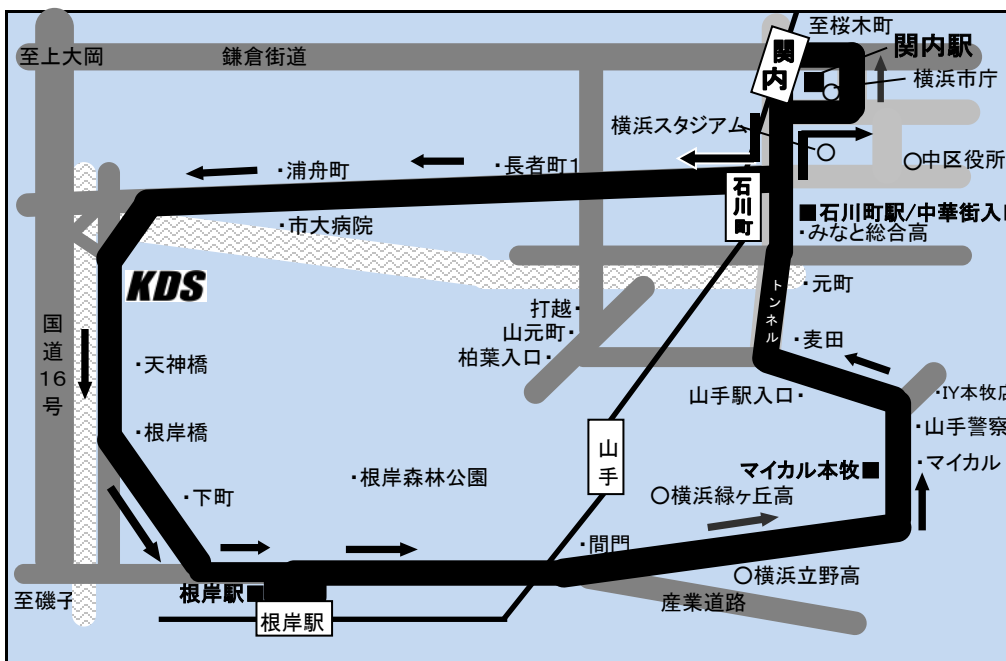 至桜木町
至上大岡
鎌倉街道
関内
関内駅
横浜市庁
横浜スタジアム
中区役所
長者町1
浦舟町
石川町
石川町駅/中華街入
みなと総合高
市大病院
KDS
元町
トンネル
打越
山元町
麦田
柏葉入口
国道16号
天神橋
山手駅入口
IY本牧店
山手警察
根岸橋
山手
マイカル本牧
マイカル
根岸森林公園
下町
横浜緑ヶ丘高
間門
横浜立野高
至磯子
根岸駅
産業道路
根岸駅